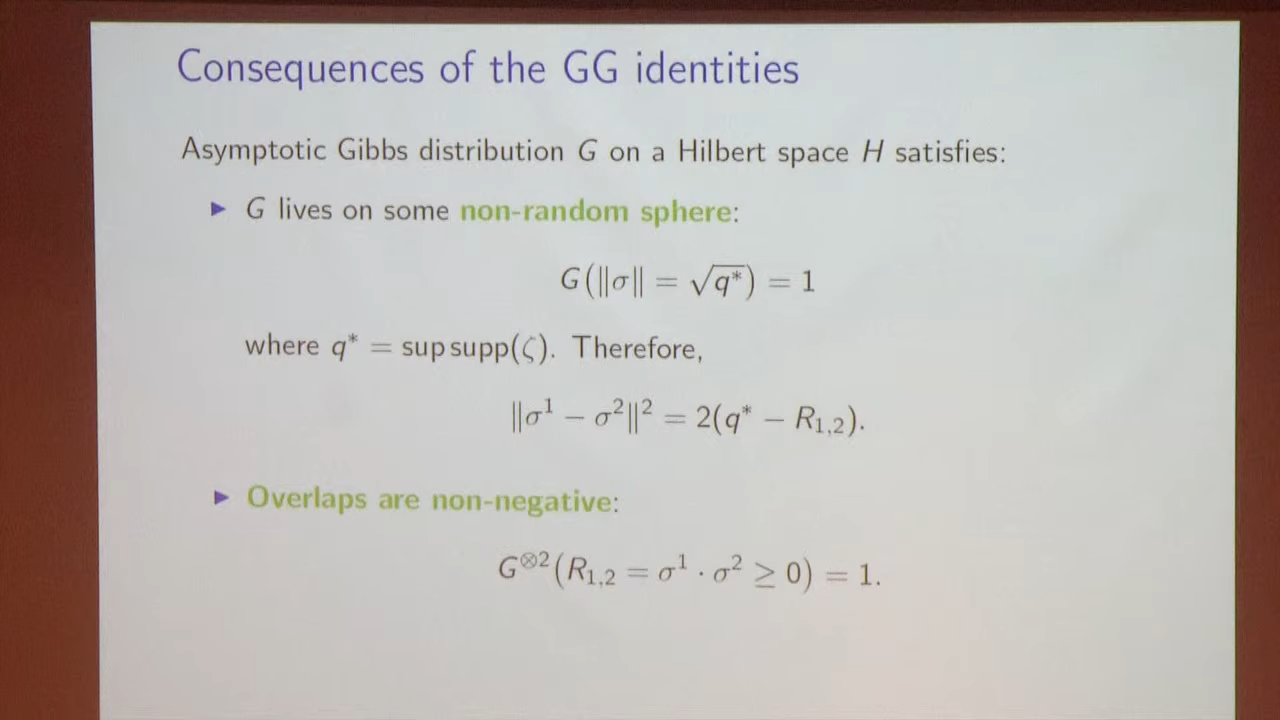 Consequences of the GG identities
Asymptotic Gibbs distribution G on a Hilbert space H satisfies:
▶ G lives on some non-random sphere:
G(‖σ‖ = √q*) = 1
where q* = sup supp(ζ). Therefore,
‖σ¹ − σ²‖² = 2(q* − R₁,₂).
▶ Overlaps are non-negative:
G^⊗2(R₁,₂ = σ¹ · σ² ≥ 0) = 1.